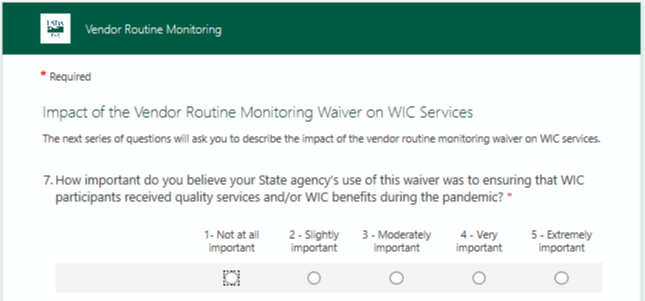 USDA
Vendor Routine Monitoring
* Required
Impact of the Vendor Routine Monitoring Waiver on WIC Services
The next series of questions will ask you to describe the impact of the vendor routine monitoring waiver on WIC services.
7. How important do you believe your State agency's use of this waiver was to ensuring that WIC
participants received quality services and/or WIC benefits during the pandemic? *
1- Not at all important
2 - Slightly important
3 - Moderately important
4 - Very important
5 - Extremely important